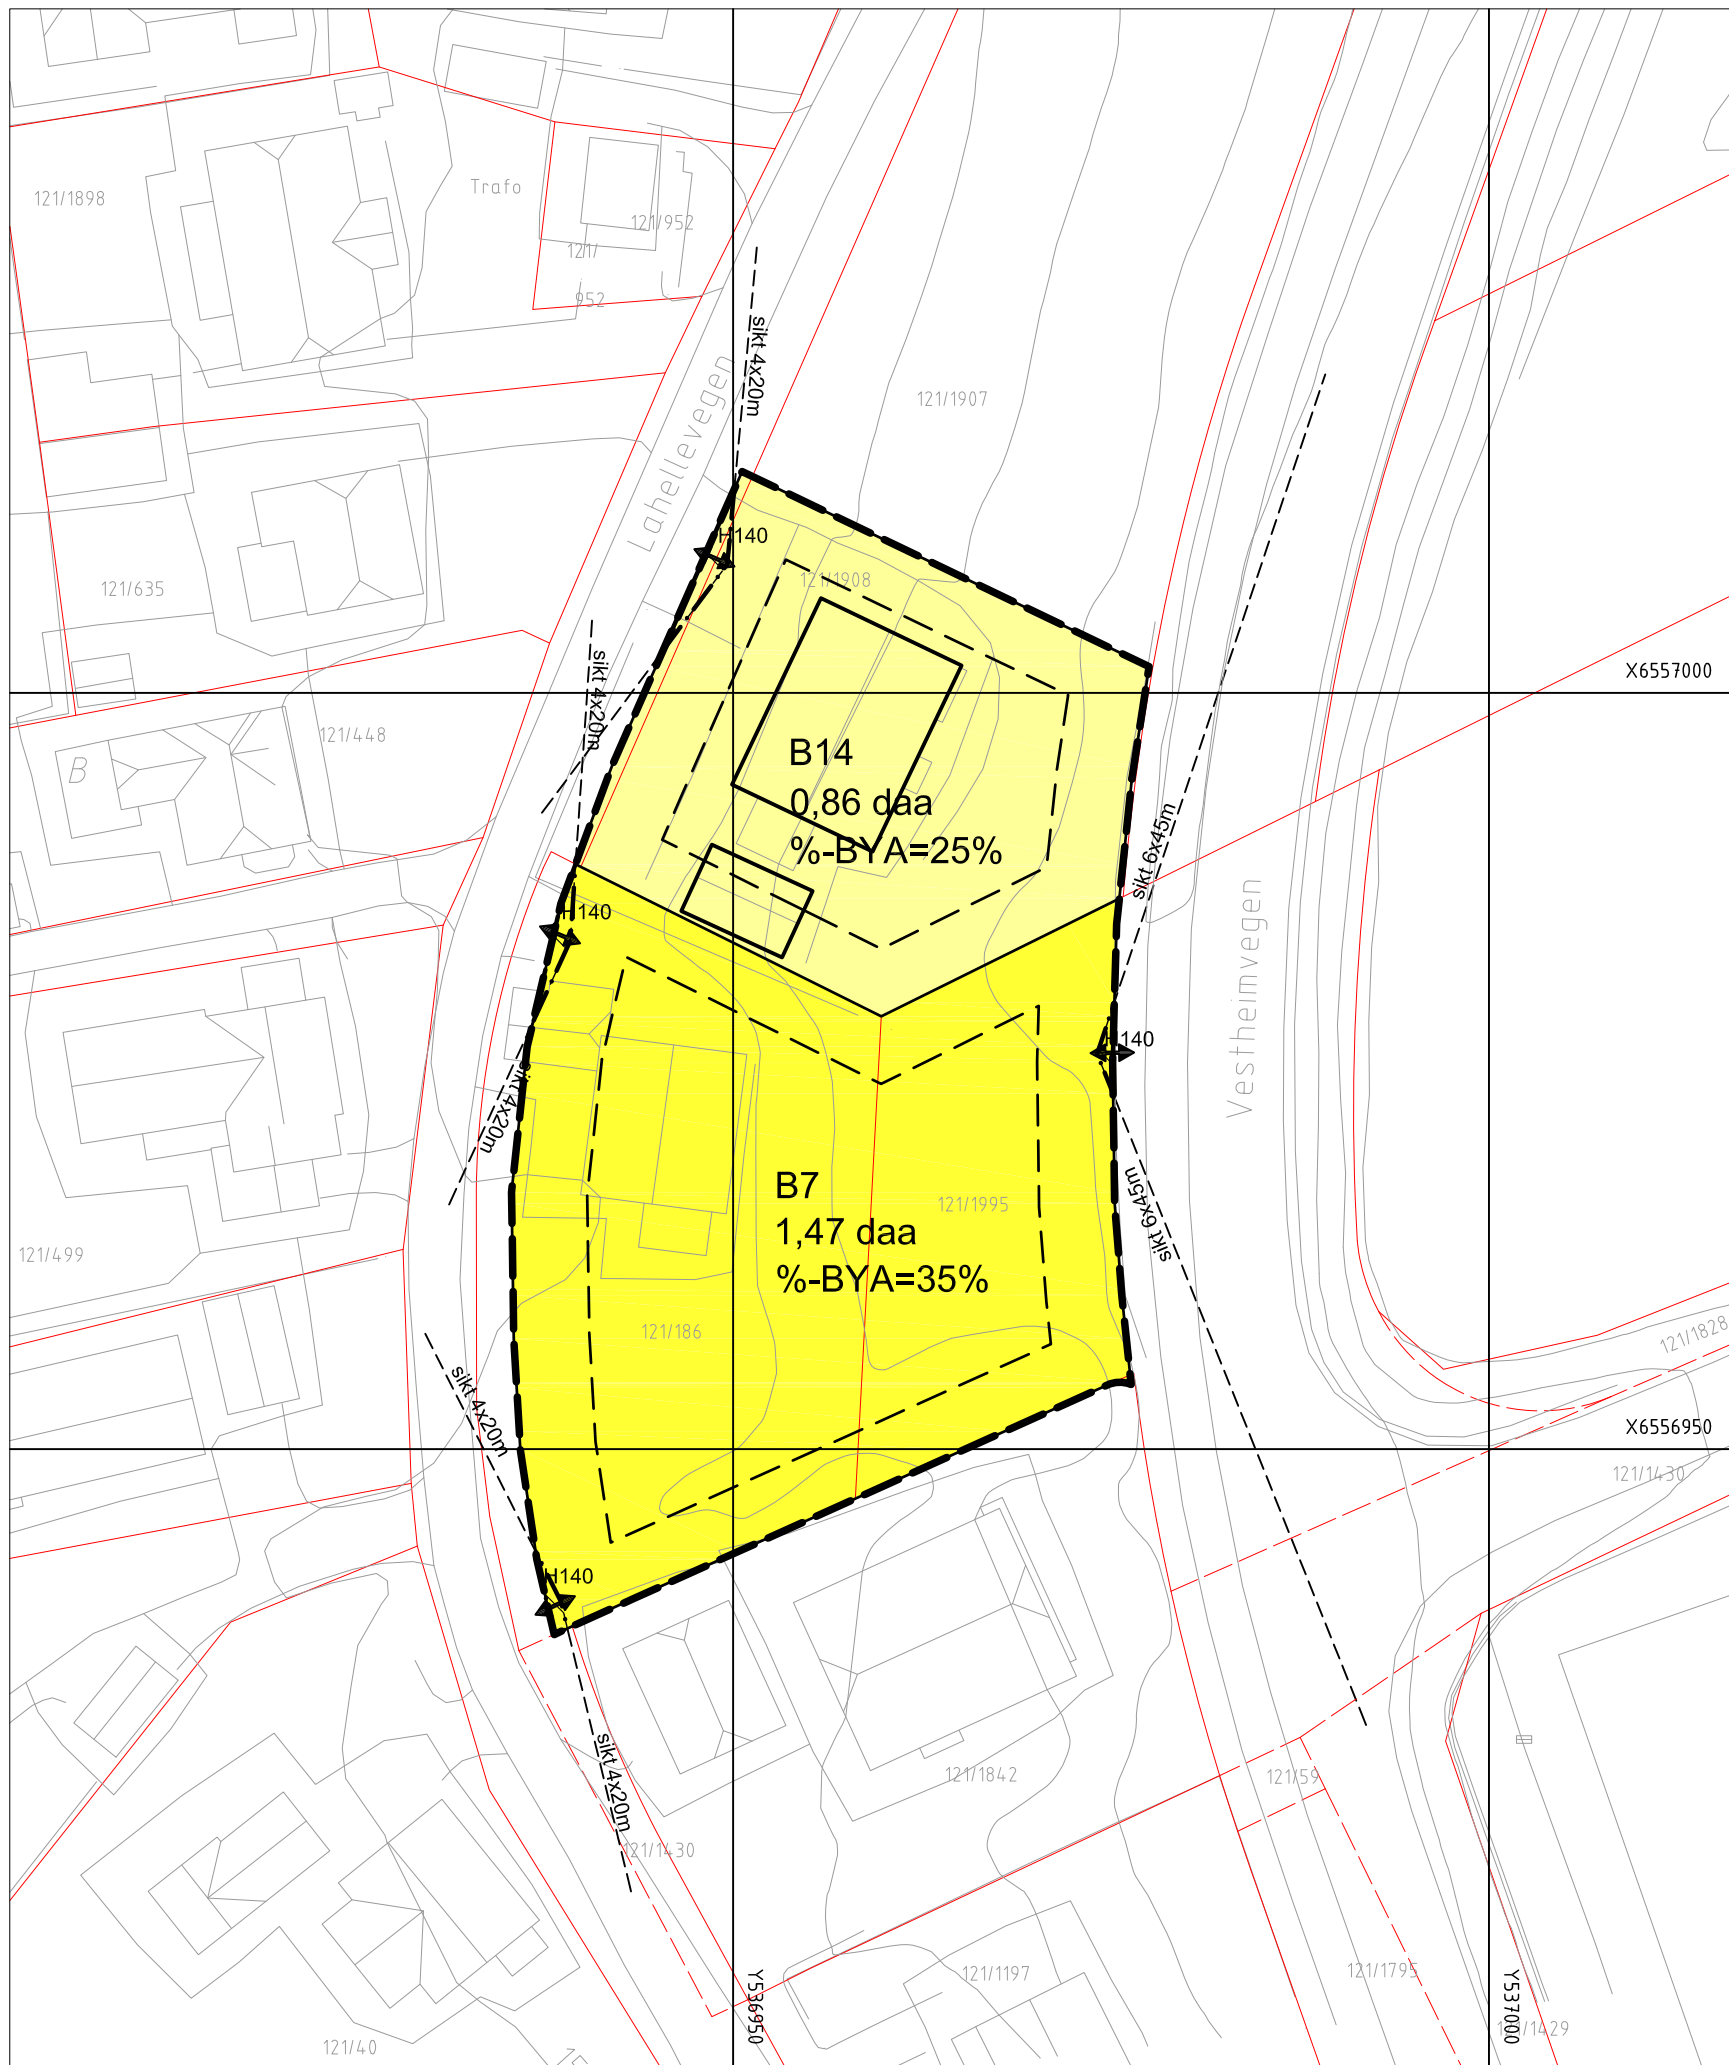 121/1898
Trafo
121/952
121/
952
sikt 4x20m
Lahellevegen
121/1907
H140
121/1908
121/635
sikt 4x20m
X6557000
121/448
B
B14
0,86 daa
%-BYA=25%
sikt 6x45m
H140
Vestheimvegen
H140
sikt 4x20m
B7
1,47 daa
%-BYA=35%
121/1995
sikt 6x45m
121/499
121/186
121/1828
sikt 4x20m
X6556950
121/1430
H140
sikt 4x20m
121/1842
121/59
121/1430
121/1197
121/1795
Y536950
Y537000
121/1429
121/40